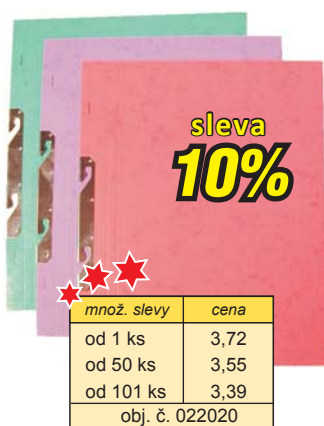 sleva
10%
množ. slevy cena
od 1 ks 3,72
od 50 ks 3,55
od 101 ks 3,39
obj. č. 022020